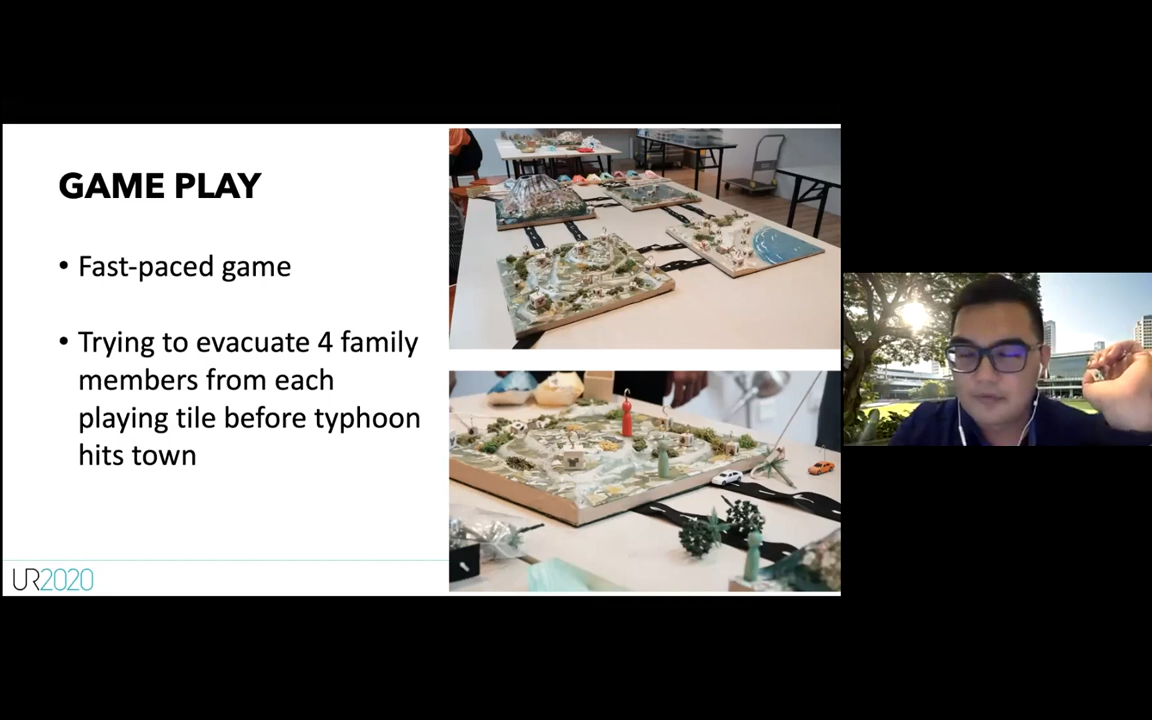 GAME PLAY
• Fast-paced game
• Trying to evacuate 4 family
members from each
playing tile before typhoon
hits town
UR2020